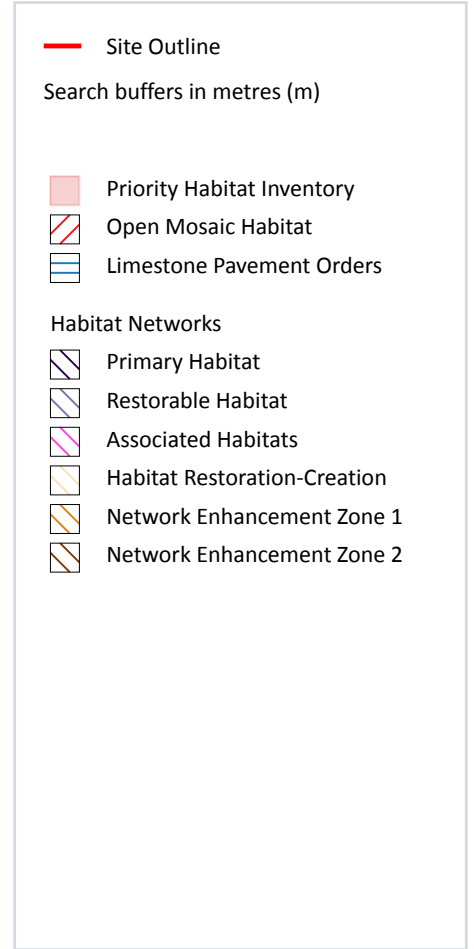 Site Outline
Search buffers in metres (m)
Priority Habitat Inventory
Open Mosaic Habitat
Limestone Pavement Orders
Habitat Networks
Primary Habitat
Restorable Habitat
Associated Habitats
Habitat Restoration-Creation
Network Enhancement Zone 1
Network Enhancement Zone 2